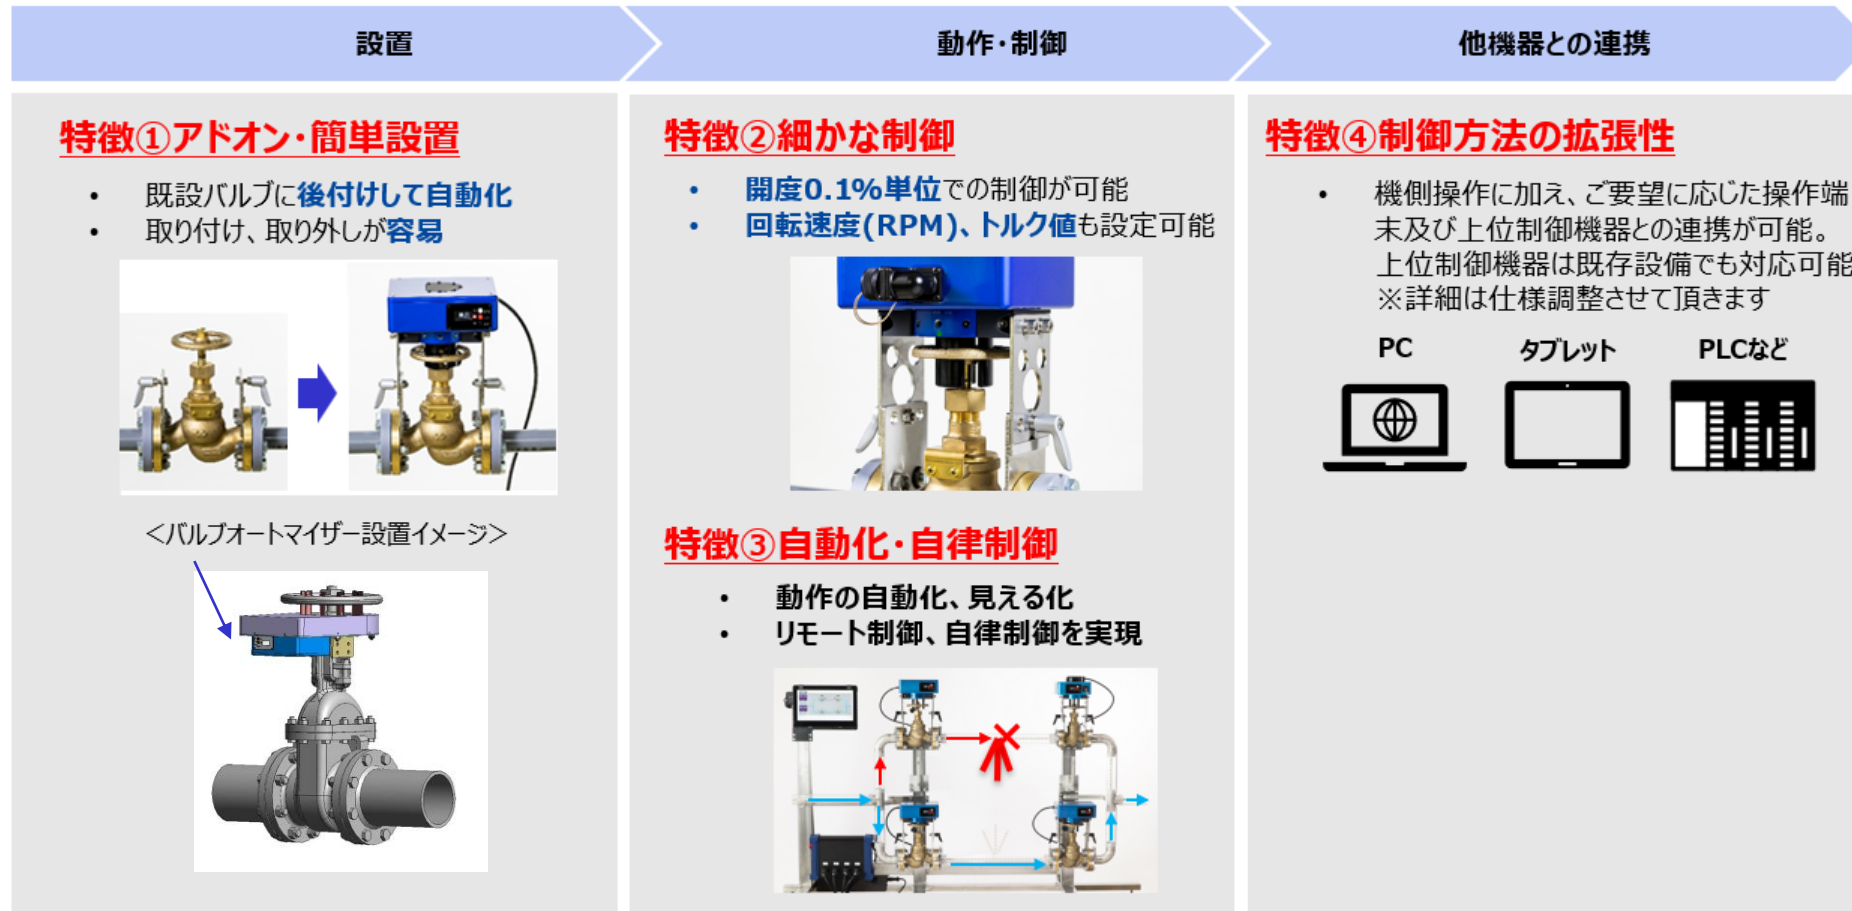 設置
動作・制御
他機器との連携
特徴①アドオン・簡単設置
• 既設バルブに後付けして自動化
• 取り付け、取り外しが容易
＜バルブオートマイザー設置イメージ＞
特徴②細かな制御
• 開度0.1%単位での制御が可能
• 回転速度(RPM)、トルク値も設定可能
特徴③自動化・自律制御
• 動作の自動化、見える化
• リモート制御、自律制御を実現
特徴④制御方法の拡張性
• 機側操作に加え、ご要望に応じた操作端
末及び上位制御機器との連携が可能。
上位制御機器は既存設備でも対応可能
※詳細は仕様調整させて頂きます
PC
タブレット
PLCなど